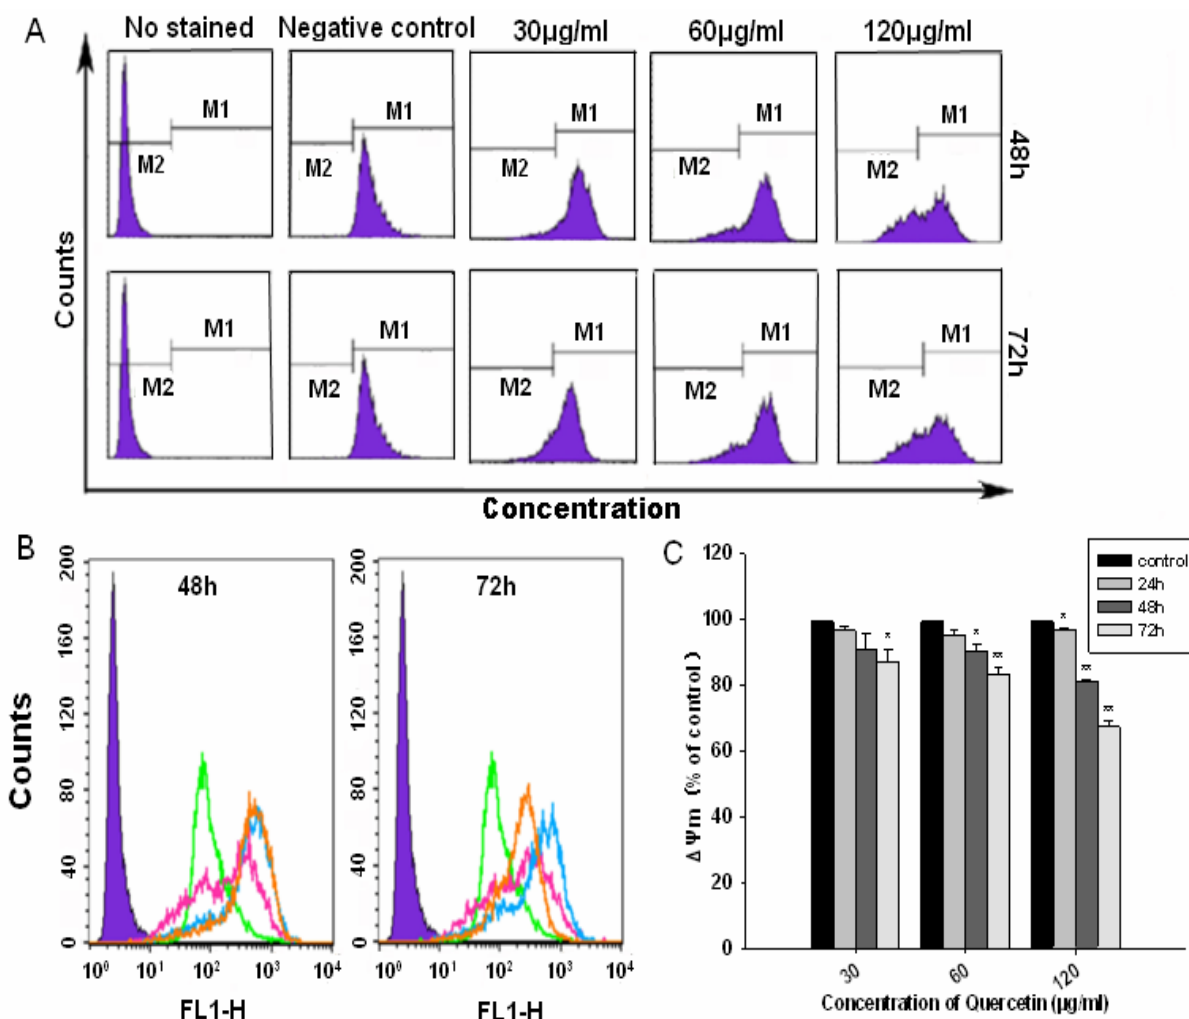 A
No stained Negative control 30µg/ml 60µg/ml 120µg/ml
M1 M1 M1 M1 M1
M2 M2 M2 M2 M2
48h
Counts
M1 M1 M1 M1 M1
M2 M2 M2 M2 M2
72h
Concentration
B
48h
200
160
120
80
40
0
Counts
10⁰ 10¹ 10² 10³ 10⁴
FL1-H
72h
200
160
120
80
40
0
10⁰ 10¹ 10² 10³ 10⁴
FL1-H
C
control
24h
48h
72h
120
100
80
60
40
20
0
Δ Ψm (% of control)
* * ** * ** **
30 60 120
Concentration of Quercetin (µg/ml)